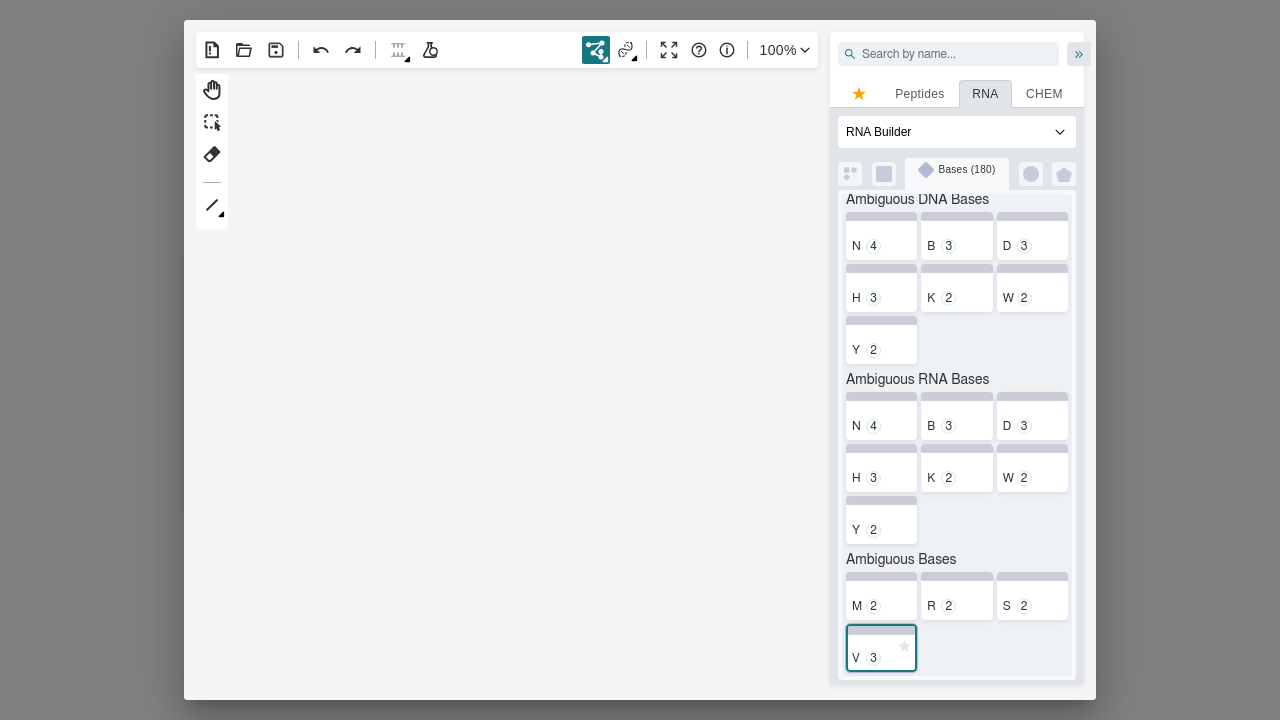 100%
Search by name...
Peptides RNA CHEM
RNA Builder
Bases (180)
Ambiguous DNA Bases
N 4 B 3 D 3
H 3 K 2 W 2
Y 2
Ambiguous RNA Bases
N 4 B 3 D 3
H 3 K 2 W 2
Y 2
Ambiguous Bases
M 2 R 2 S 2
V 3